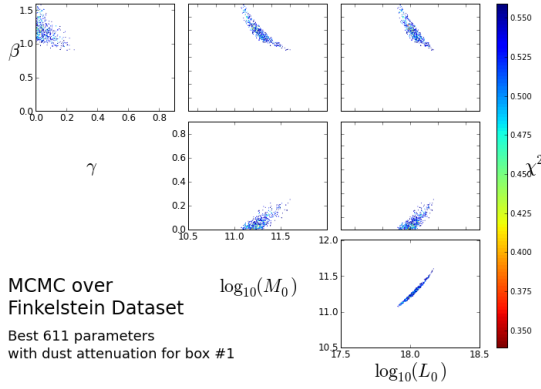 β
1.5
1.0
0.5
0.0
0.0 0.2 0.4 0.6 0.8
γ
0.8
0.6
0.4
0.2
0.0
10.5 11.0 11.5
log₁₀(M₀)
12.0
11.5
11.0
10.5
17.5 18.0 18.5
log₁₀(L₀)
0.550
0.525
0.500
0.475
0.450
0.425
0.400
0.375
0.350
χ²
MCMC over
Finkelstein Dataset
Best 611 parameters
with dust attenuation for box #1